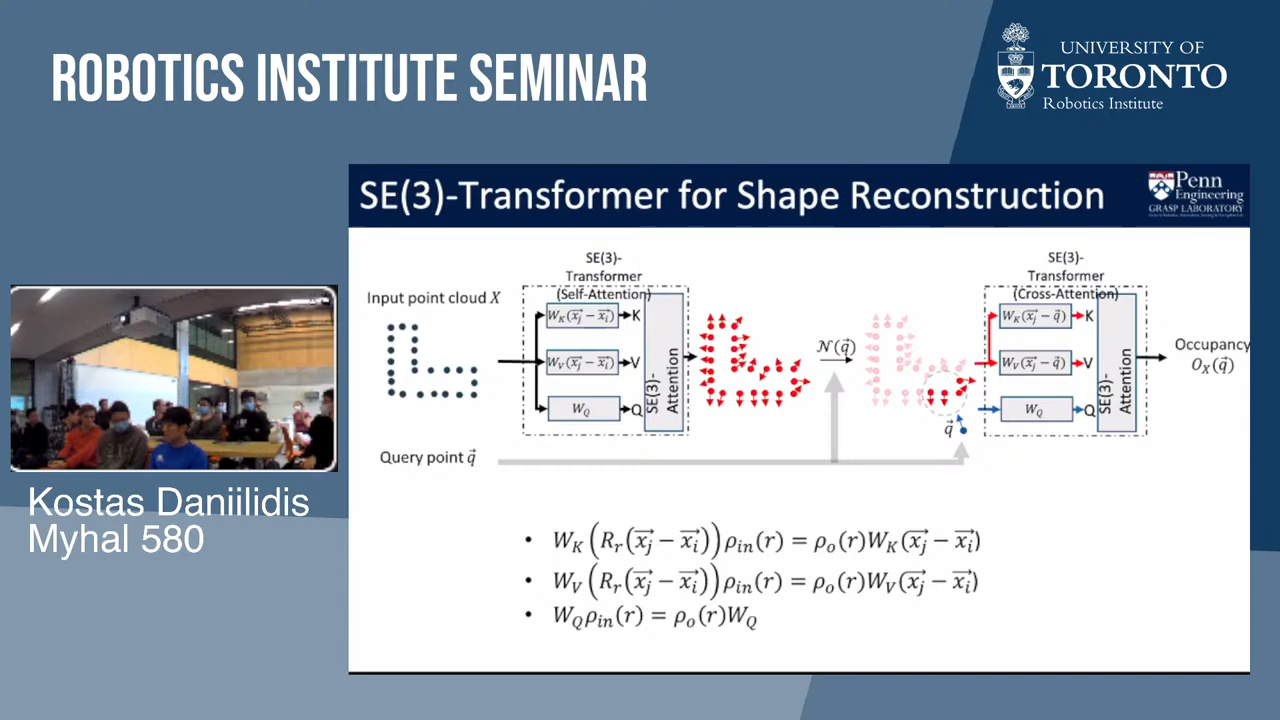 ROBOTICS INSTITUTE SEMINAR
UNIVERSITY OF
TORONTO
Robotics Institute
SE(3)-Transformer for Shape Reconstruction
Penn
Engineering
GRASP LABORATORY
SE(3)-
Transformer
(Self-Attention)
Input point cloud X
W_K(x⃗_j − x⃗_i)
K
W_V(x⃗_j − x⃗_i)
V
W_Q
Q
SE(3)-
Attention
𝒩(q⃗)
q⃗
SE(3)-
Transformer
(Cross-Attention)
W_K(x⃗_j − q⃗)
K
W_V(x⃗_j − q⃗)
V
W_Q
Q
SE(3)-
Attention
Occupancy
O_X(q⃗)
Query point q⃗
• W_K(R_r(x⃗_j − x⃗_i))ρ_in(r) = ρ_o(r)W_K(x⃗_j − x⃗_i)
• W_V(R_r(x⃗_j − x⃗_i))ρ_in(r) = ρ_o(r)W_V(x⃗_j − x⃗_i)
• W_Qρ_in(r) = ρ_o(r)W_Q
Kostas Daniilidis
Myhal 580